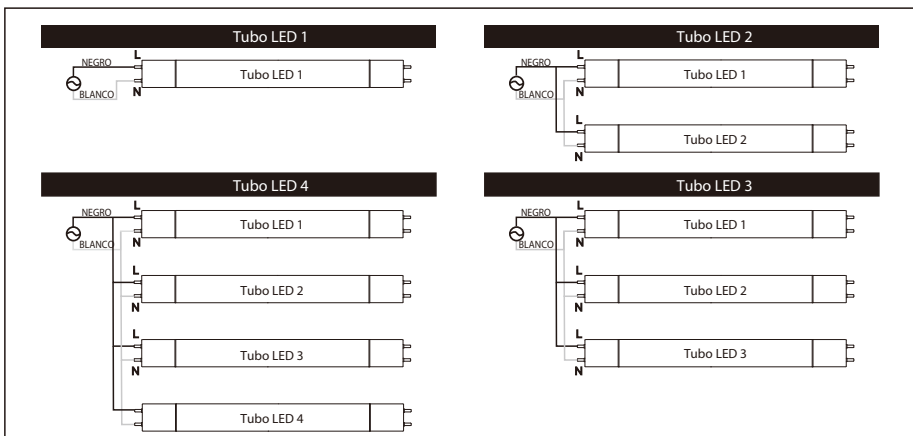 Tubo LED 1
L
NEGRO
Tubo LED 1
BLANCO
N
Tubo LED 2
L
NEGRO
Tubo LED 1
BLANCO
N
L
Tubo LED 2
N
Tubo LED 4
L
NEGRO
Tubo LED 1
BLANCO
N
L
Tubo LED 2
N
L
Tubo LED 3
N
Tubo LED 4
Tubo LED 3
L
NEGRO
Tubo LED 1
BLANCO
N
L
Tubo LED 2
N
L
Tubo LED 3
N